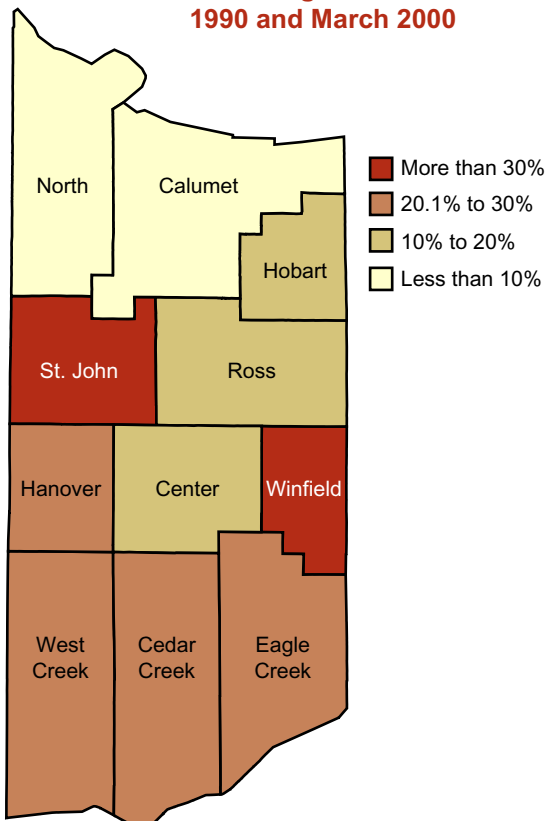 1990 and March 2000
More than 30%
20.1% to 30%
10% to 20%
Less than 10%
North
Calumet
Hobart
St. John
Ross
Hanover
Center
Winfield
West
Creek
Cedar
Creek
Eagle
Creek